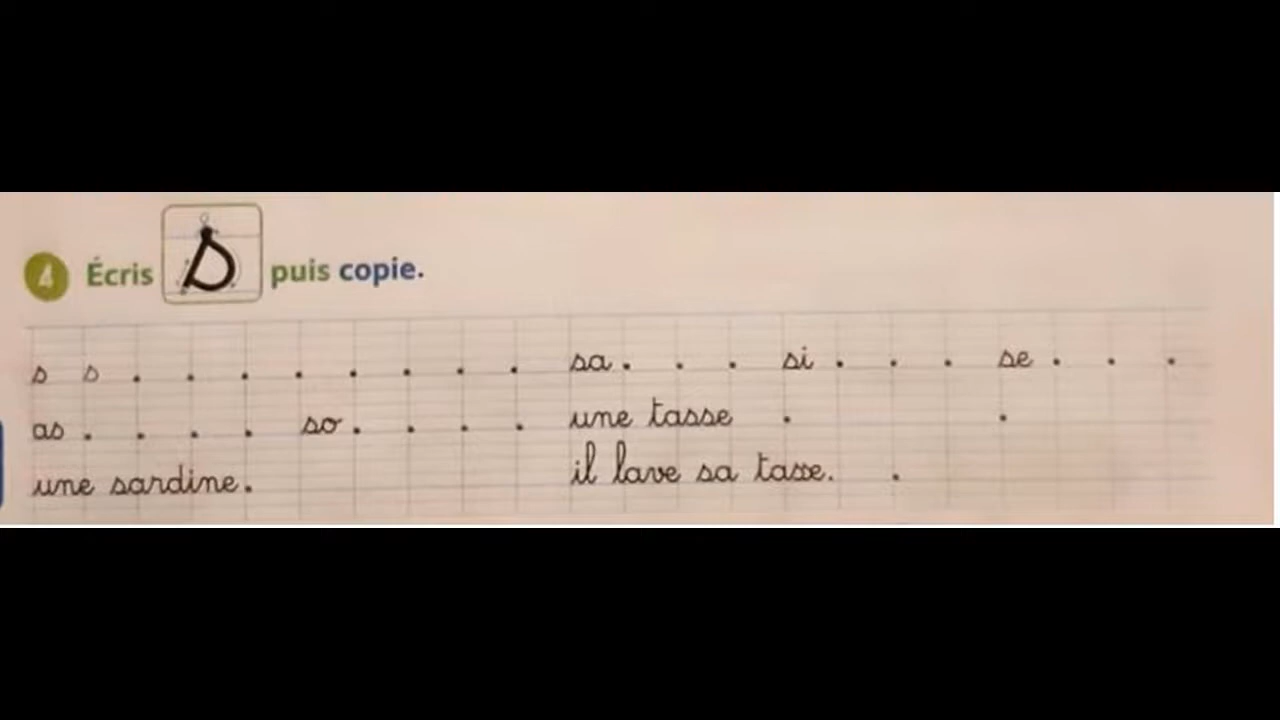 4 Écris s puis copie.
s s . . . . . . . . sa . . . si . . . se . . .
as . . . . so . . . . une tasse . .
une sardine . il lave sa tasse. .